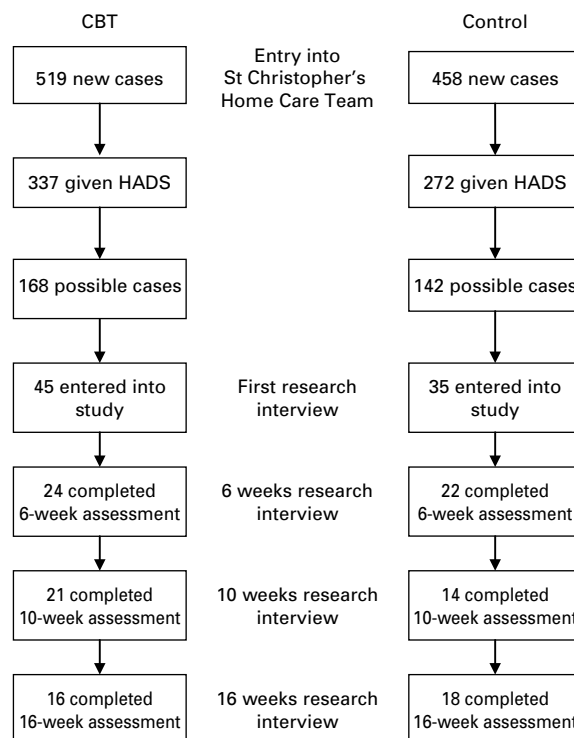 CBT
Control
519 new cases
Entry into
St Christopher's
Home Care Team
458 new cases
337 given HADS
272 given HADS
168 possible cases
142 possible cases
45 entered into
study
First research
interview
35 entered into
study
24 completed
6-week assessment
6 weeks research
interview
22 completed
6-week assessment
21 completed
10-week assessment
10 weeks research
interview
14 completed
10-week assessment
16 completed
16-week assessment
16 weeks research
interview
18 completed
16-week assessment